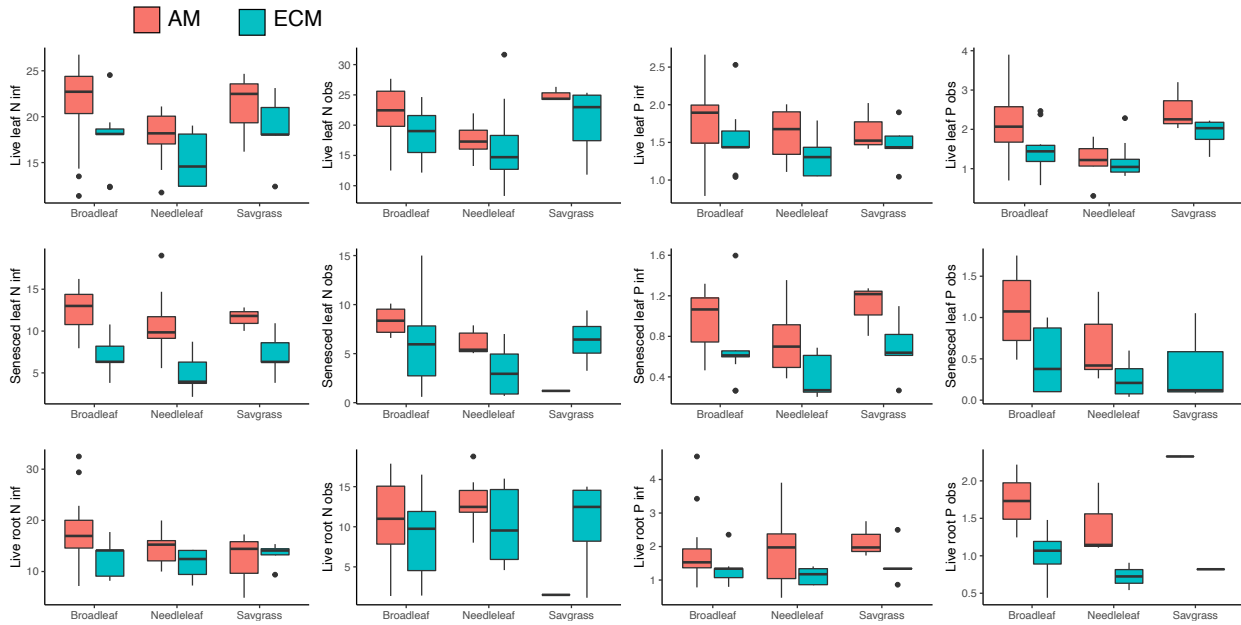 AM ECM
Live leaf N inf
25
20
15
Broadleaf Needleleaf Savgrass
Live leaf N obs
30
25
20
15
10
Broadleaf Needleleaf Savgrass
Live leaf P inf
2.5
2.0
1.5
1.0
Broadleaf Needleleaf Savgrass
Live leaf P obs
4
3
2
1
Broadleaf Needleleaf Savgrass
Senesced leaf N inf
15
10
5
Broadleaf Needleleaf Savgrass
Senesced leaf N obs
15
10
5
0
Broadleaf Needleleaf Savgrass
Senesced leaf P inf
1.6
1.2
0.8
0.4
Broadleaf Needleleaf Savgrass
Senesced leaf P obs
1.5
1.0
0.5
0.0
Broadleaf Needleleaf Savgrass
Live root N inf
30
20
10
Broadleaf Needleleaf Savgrass
Live root N obs
15
10
5
Broadleaf Needleleaf Savgrass
Live root P inf
4
3
2
1
Broadleaf Needleleaf Savgrass
Live root P obs
2.0
1.5
1.0
0.5
Broadleaf Needleleaf Savgrass